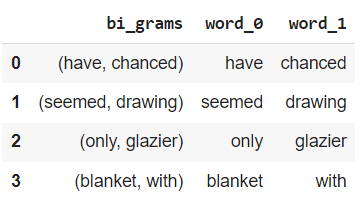 bi_grams word_0 word_1
0 (have, chanced) have chanced
1 (seemed, drawing) seemed drawing
2 (only, glazier) only glazier
3 (blanket, with) blanket with